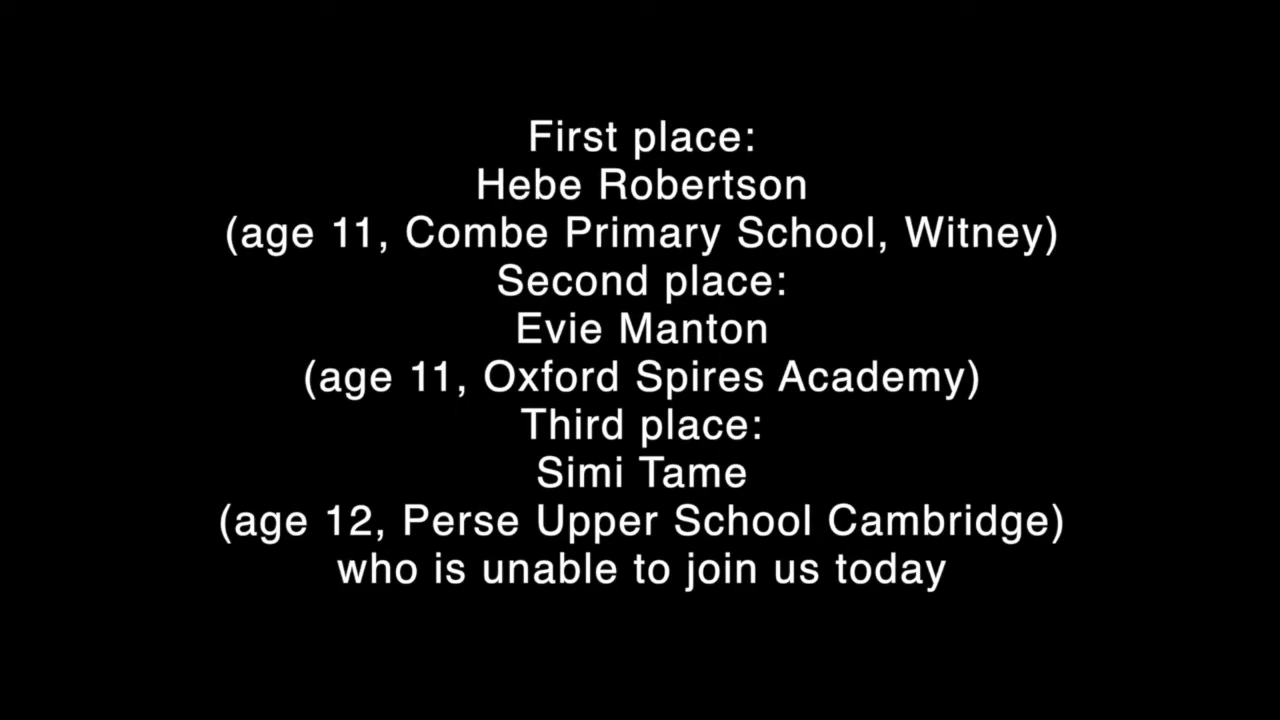 First place:
Hebe Robertson
(age 11, Combe Primary School, Witney)
Second place:
Evie Manton
(age 11, Oxford Spires Academy)
Third place:
Simi Tame
(age 12, Perse Upper School Cambridge)
who is unable to join us today